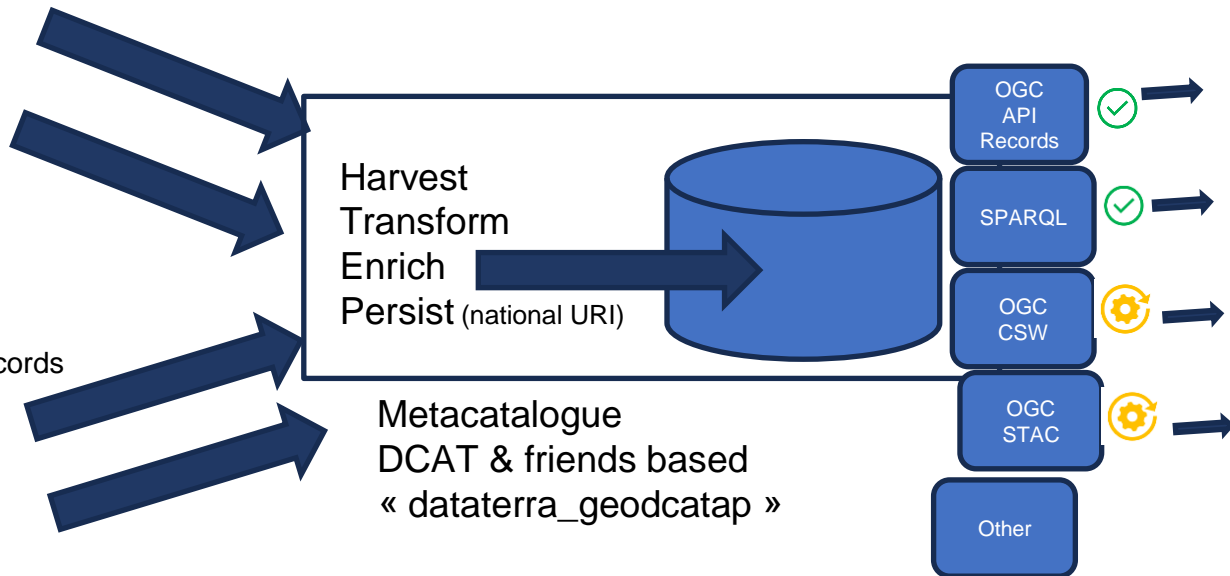 Harvest
Transform
Enrich
Persist (national URI)
cords
Metacatalogue
DCAT & friends based
« dataterra_geodcatap »
OGC
API
Records
SPARQL
OGC
CSW
OGC
STAC
Other